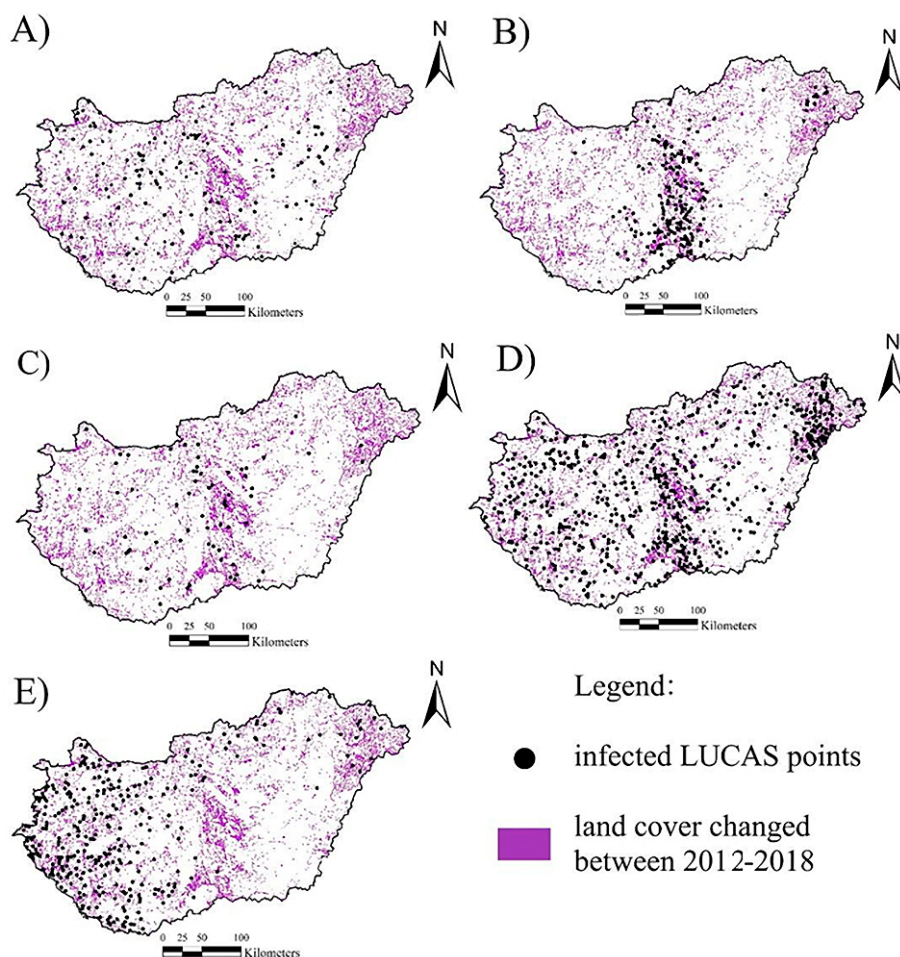 A)
N
0 25 50 100
Kilometers
B)
N
0 25 50 100
Kilometers
C)
N
0 25 50 100
Kilometers
D)
N
0 25 50 100
Kilometers
E)
N
0 25 50 100
Kilometers
Legend:
infected LUCAS points
land cover changed
between 2012-2018